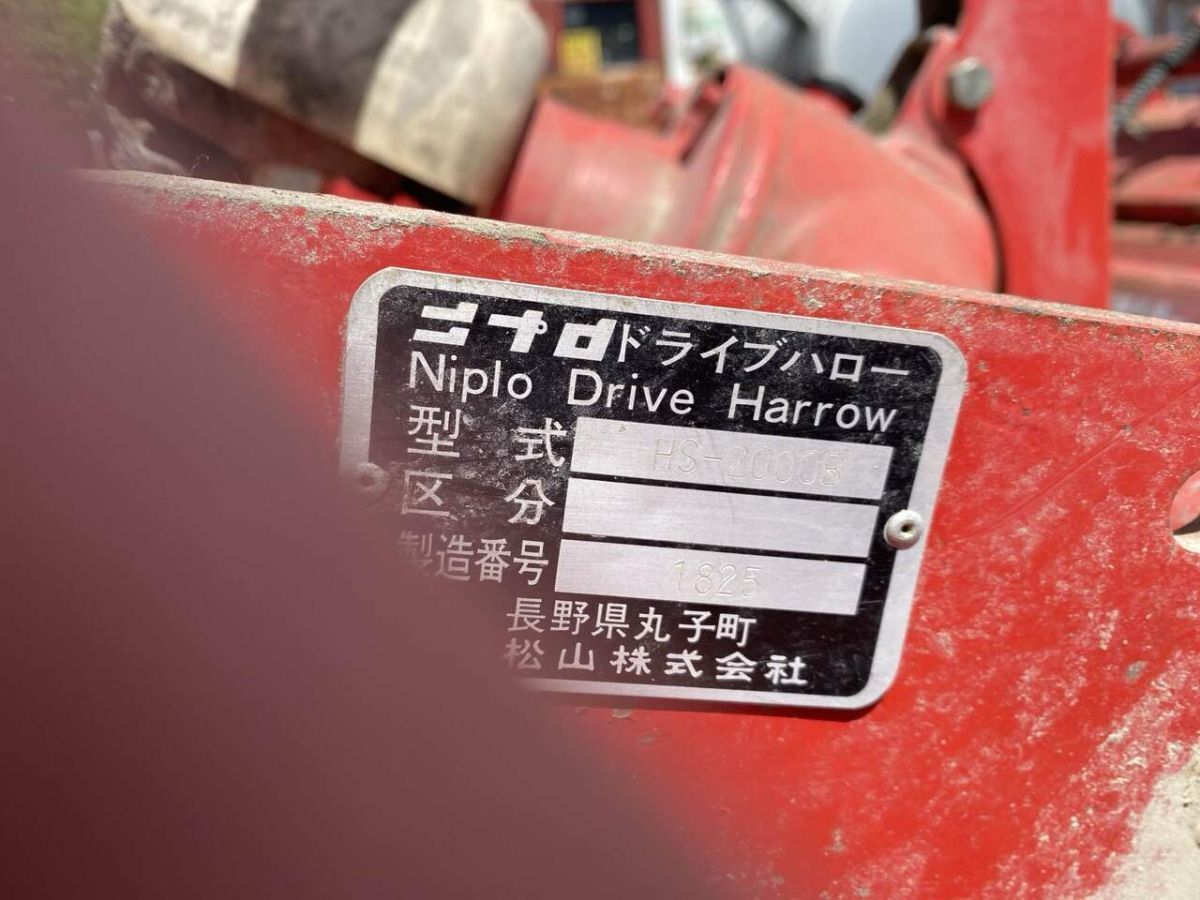 ニプロドライブハロー
Niplo Drive Harrow
型式 HS-2000B
区分
製造番号 1825
長野県丸子町
松山株式会社